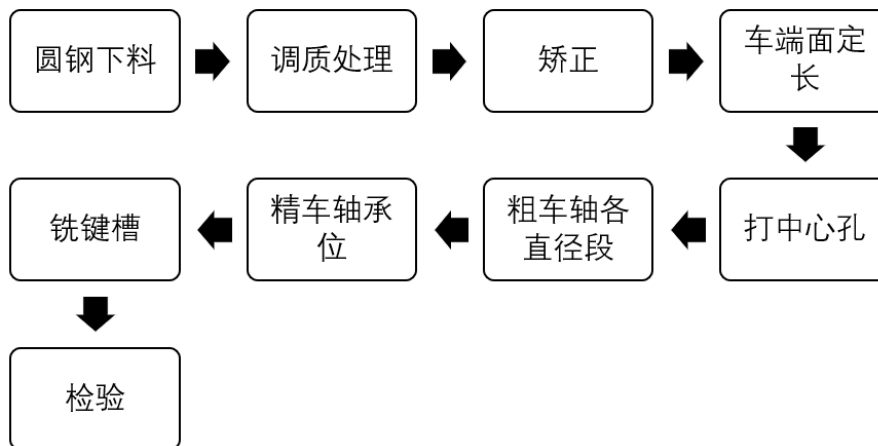 圆钢下料
调质处理
矫正
车端面定
长
打中心孔
粗车轴各
直径段
精车轴承
位
铣键槽
检验